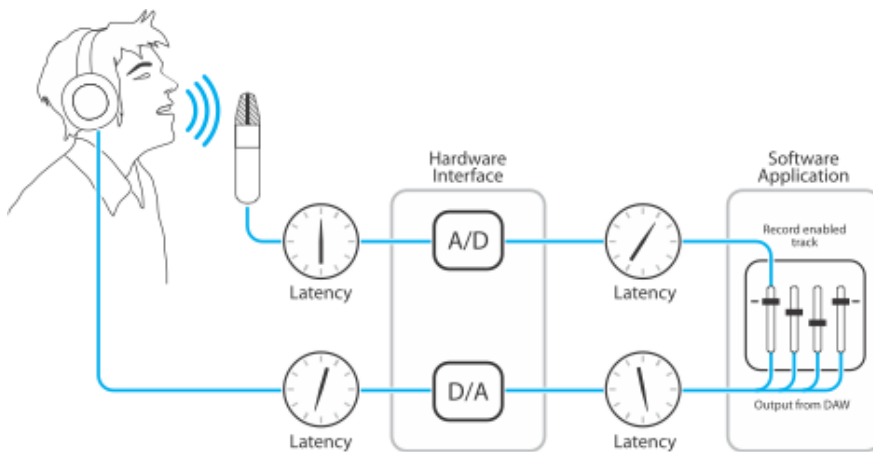 Hardware
Interface
Software
Application
Record enabled
track
A/D
Latency
Latency
D/A
Output from DAW
Latency
Latency